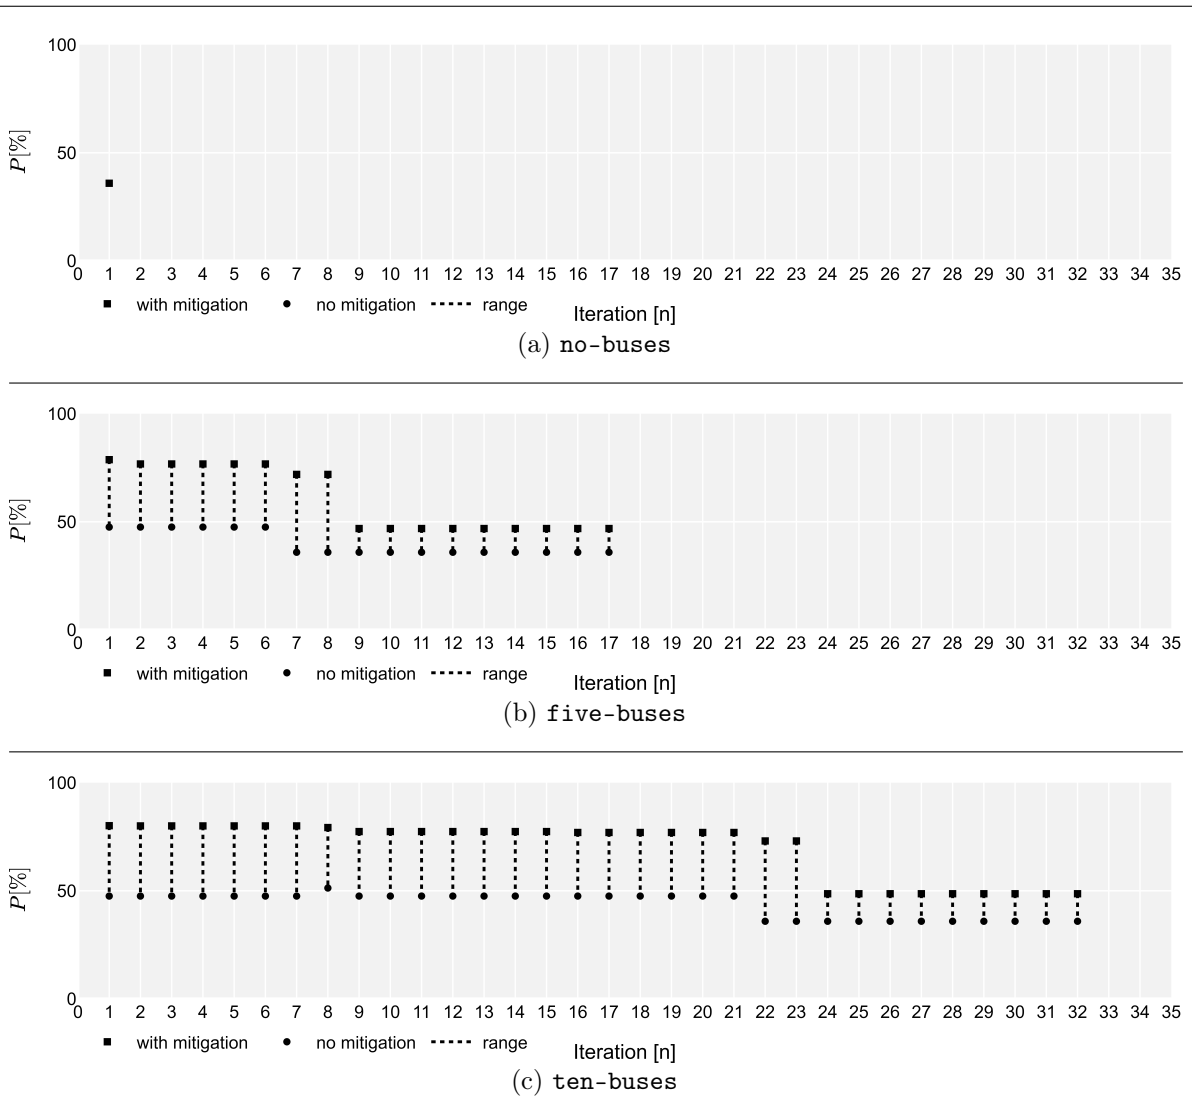 100
P[%]
50
0
0 1 2 3 4 5 6 7 8 9 10 11 12 13 14 15 16 17 18 19 20 21 22 23 24 25 26 27 28 29 30 31 32 33 34 35
with mitigation no mitigation range
Iteration [n]
(a) no-buses
100
P[%]
50
0
0 1 2 3 4 5 6 7 8 9 10 11 12 13 14 15 16 17 18 19 20 21 22 23 24 25 26 27 28 29 30 31 32 33 34 35
with mitigation no mitigation range
Iteration [n]
(b) five-buses
100
P[%]
50
0
0 1 2 3 4 5 6 7 8 9 10 11 12 13 14 15 16 17 18 19 20 21 22 23 24 25 26 27 28 29 30 31 32 33 34 35
with mitigation no mitigation range
Iteration [n]
(c) ten-buses